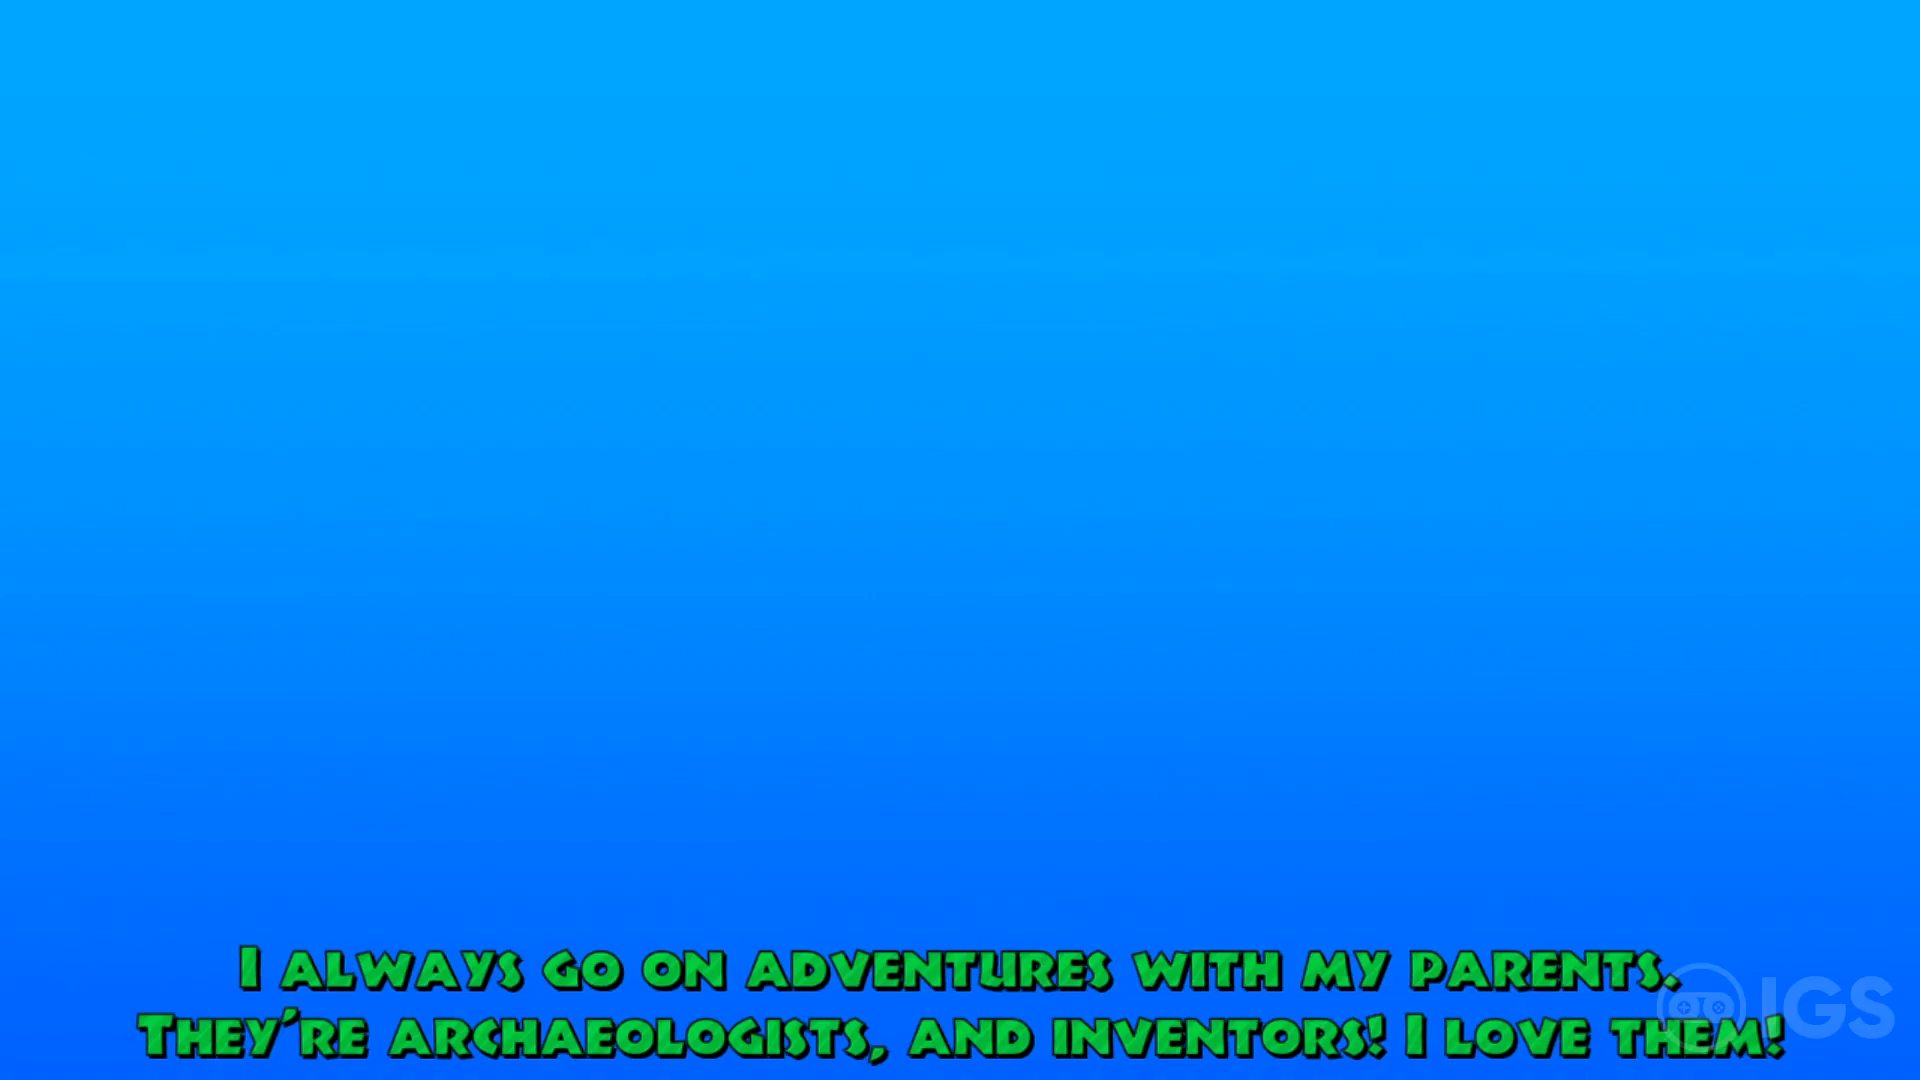 I always go on adventures with my parents.
They're archaeologists, and inventors! I love them!
IGS